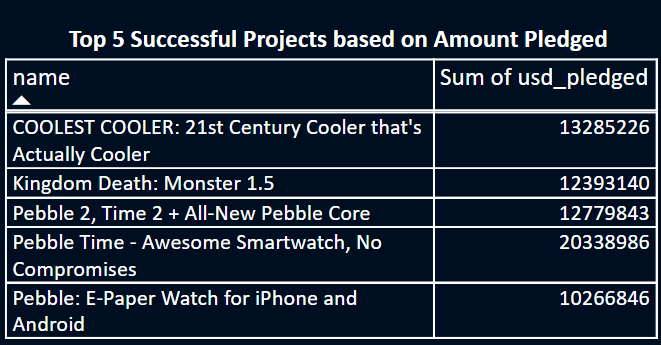 Top 5 Successful Projects based on Amount Pledged
name Sum of usd_pledged
COOLEST COOLER: 21st Century Cooler that's 13285226
Actually Cooler
Kingdom Death: Monster 1.5 12393140
Pebble 2, Time 2 + All-New Pebble Core 12779843
Pebble Time - Awesome Smartwatch, No 20338986
Compromises
Pebble: E-Paper Watch for iPhone and 10266846
Android